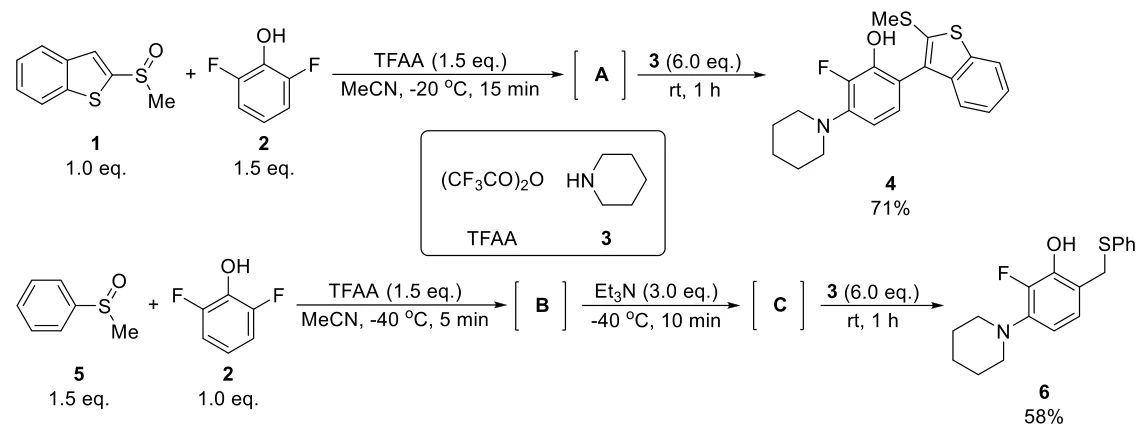 O
S
Me
S
1
1.0 eq.
+
OH
F
F
2
1.5 eq.
TFAA (1.5 eq.)
MeCN, -20 °C, 15 min
A
3 (6.0 eq.)
rt, 1 h
MeS
S
OH
F
N
4
71%
(CF3CO)2O
HN
TFAA
3
O
S
Me
5
1.5 eq.
+
OH
F
F
2
1.0 eq.
TFAA (1.5 eq.)
MeCN, -40 °C, 5 min
B
Et3N (3.0 eq.)
-40 °C, 10 min
C
3 (6.0 eq.)
rt, 1 h
OH
SPh
F
N
6
58%